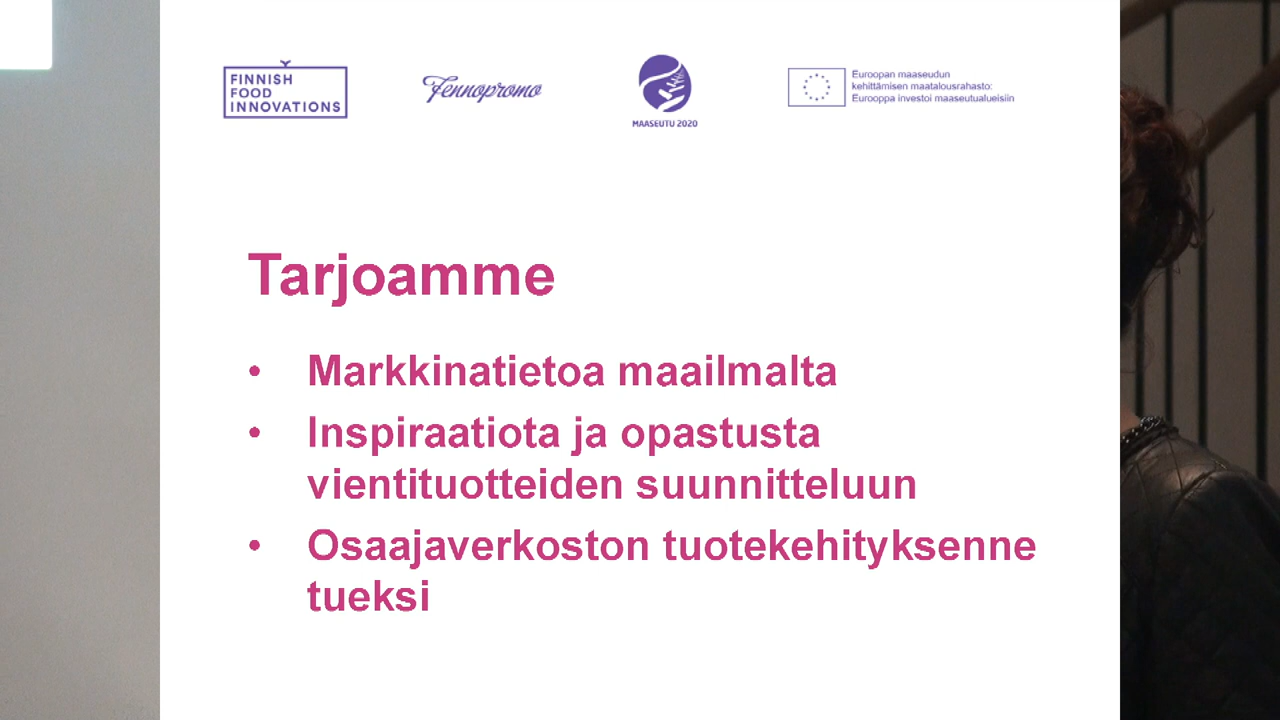 FINNISH
FOOD
INNOVATIONS
Fennopromo
MAASEUTU 2020
Euroopan maaseudun
kehittämisen maatalousrahasto:
Eurooppa investoi maaseutualueisiin
Tarjoamme
• Markkinatietoa maailmalta
• Inspiraatiota ja opastusta
vientituotteiden suunnitteluun
• Osaajaverkoston tuotekehityksenne
tueksi